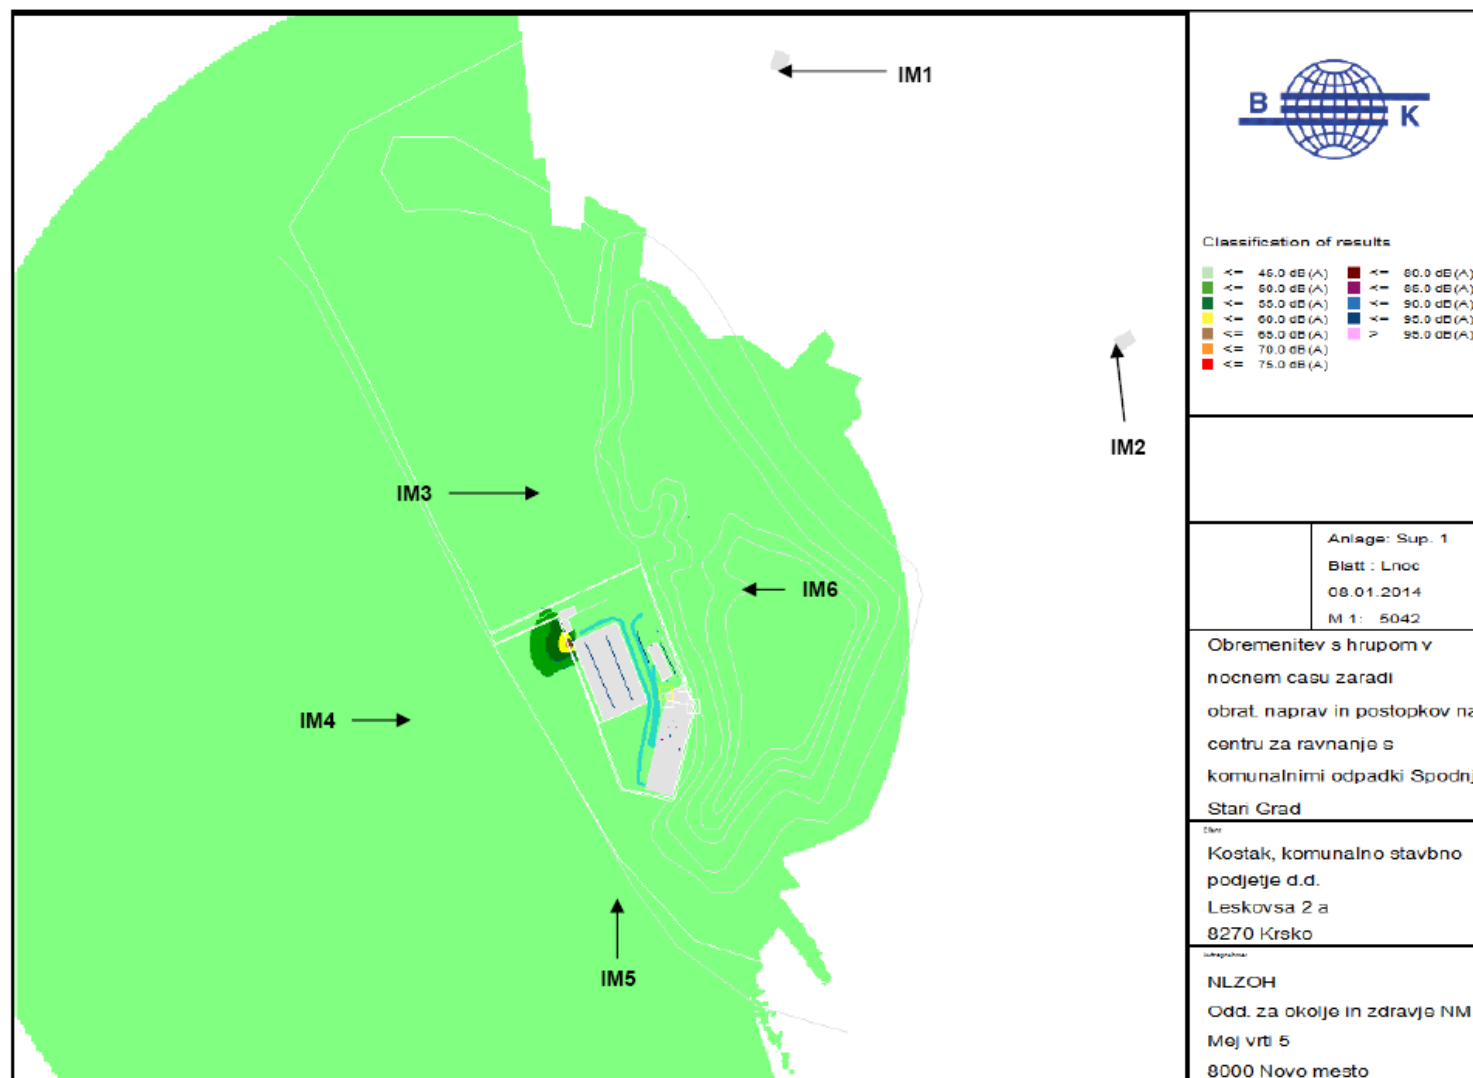 IM1
IM2
IM3
IM6
IM4
IM5
B K
Classification of results
<= 45.0 dB(A)
<= 50.0 dB(A)
<= 55.0 dB(A)
<= 60.0 dB(A)
<= 65.0 dB(A)
<= 70.0 dB(A)
<= 75.0 dB(A)
<= 80.0 dB(A)
<= 85.0 dB(A)
<= 90.0 dB(A)
<= 95.0 dB(A)
> 95.0 dB(A)
Anlage: Sup. 1
Blatt : Lnoc
08.01.2014
M 1: 5042
Obremenitev s hrupom v
nocnem casu zaradi
obrat. naprav in postopkov na
centru za ravnanje s
komunalnimi odpadki Spodnj
Stari Grad
Kostak, komunalno stavbno
podjetje d.d.
Leskovsa 2 a
8270 Krsko
NLZOH
Odd. za okolje in zdravje NM
Mej vrti 5
8000 Novo mesto